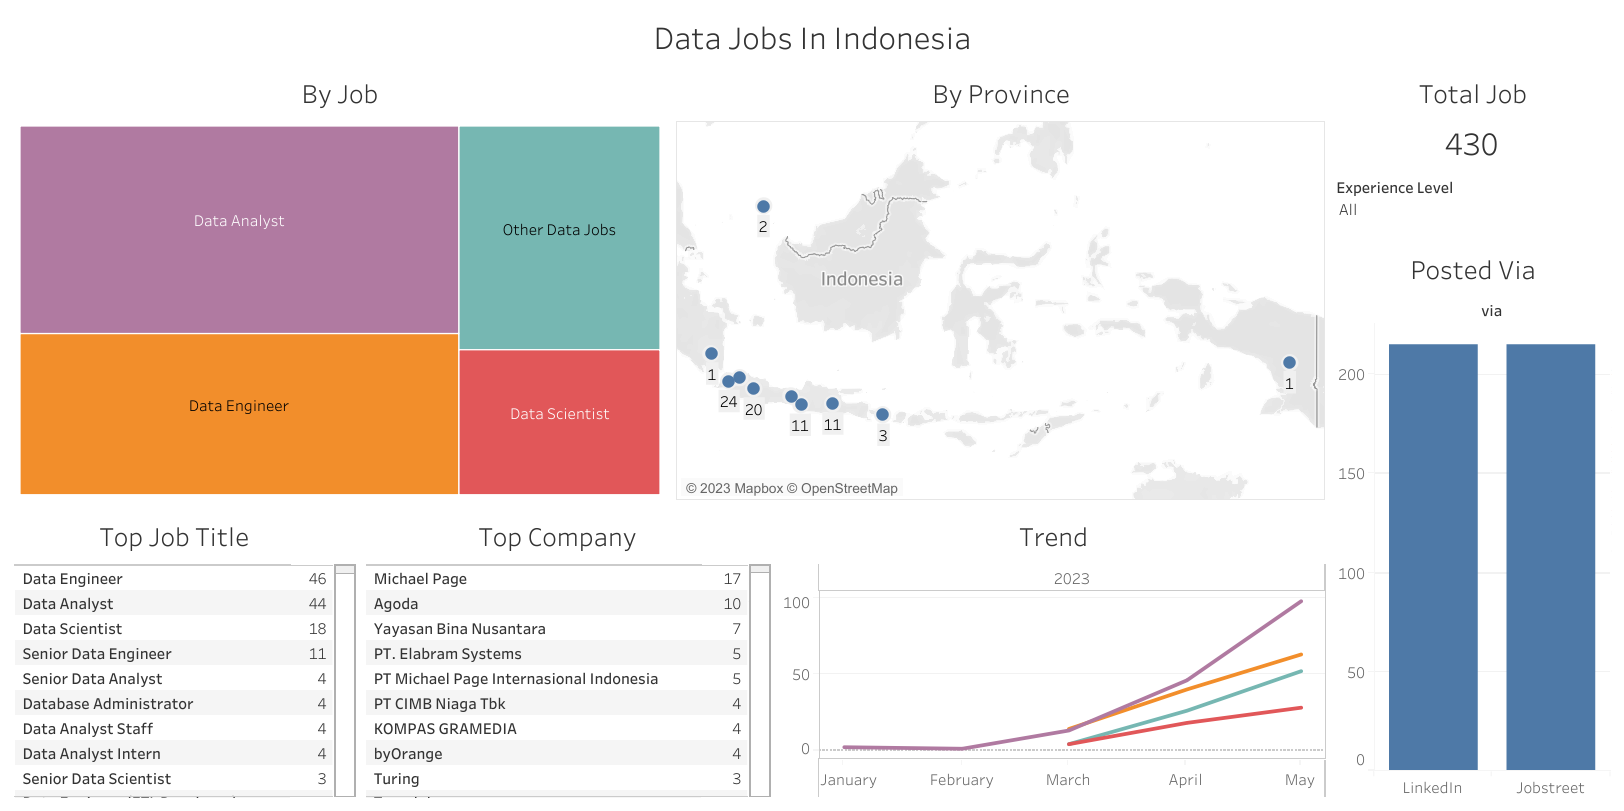 Data Jobs In Indonesia
By Job
Data Analyst
Other Data Jobs
Data Engineer
Data Scientist
By Province
2
Indonesia
1
24
20
11
11
3
1
© 2023 Mapbox © OpenStreetMap
Total Job
430
Experience Level
All
Posted Via
via
200
150
100
50
0
LinkedIn
Jobstreet
Top Job Title
Data Engineer 46
Data Analyst 44
Data Scientist 18
Senior Data Engineer 11
Senior Data Analyst 4
Database Administrator 4
Data Analyst Staff 4
Data Analyst Intern 4
Senior Data Scientist 3
Top Company
Michael Page 17
Agoda 10
Yayasan Bina Nusantara 7
PT. Elabram Systems 5
PT Michael Page Internasional Indonesia 5
PT CIMB Niaga Tbk 4
KOMPAS GRAMEDIA 4
byOrange 4
Turing 3
Trend
2023
100
50
0
January
February
March
April
May